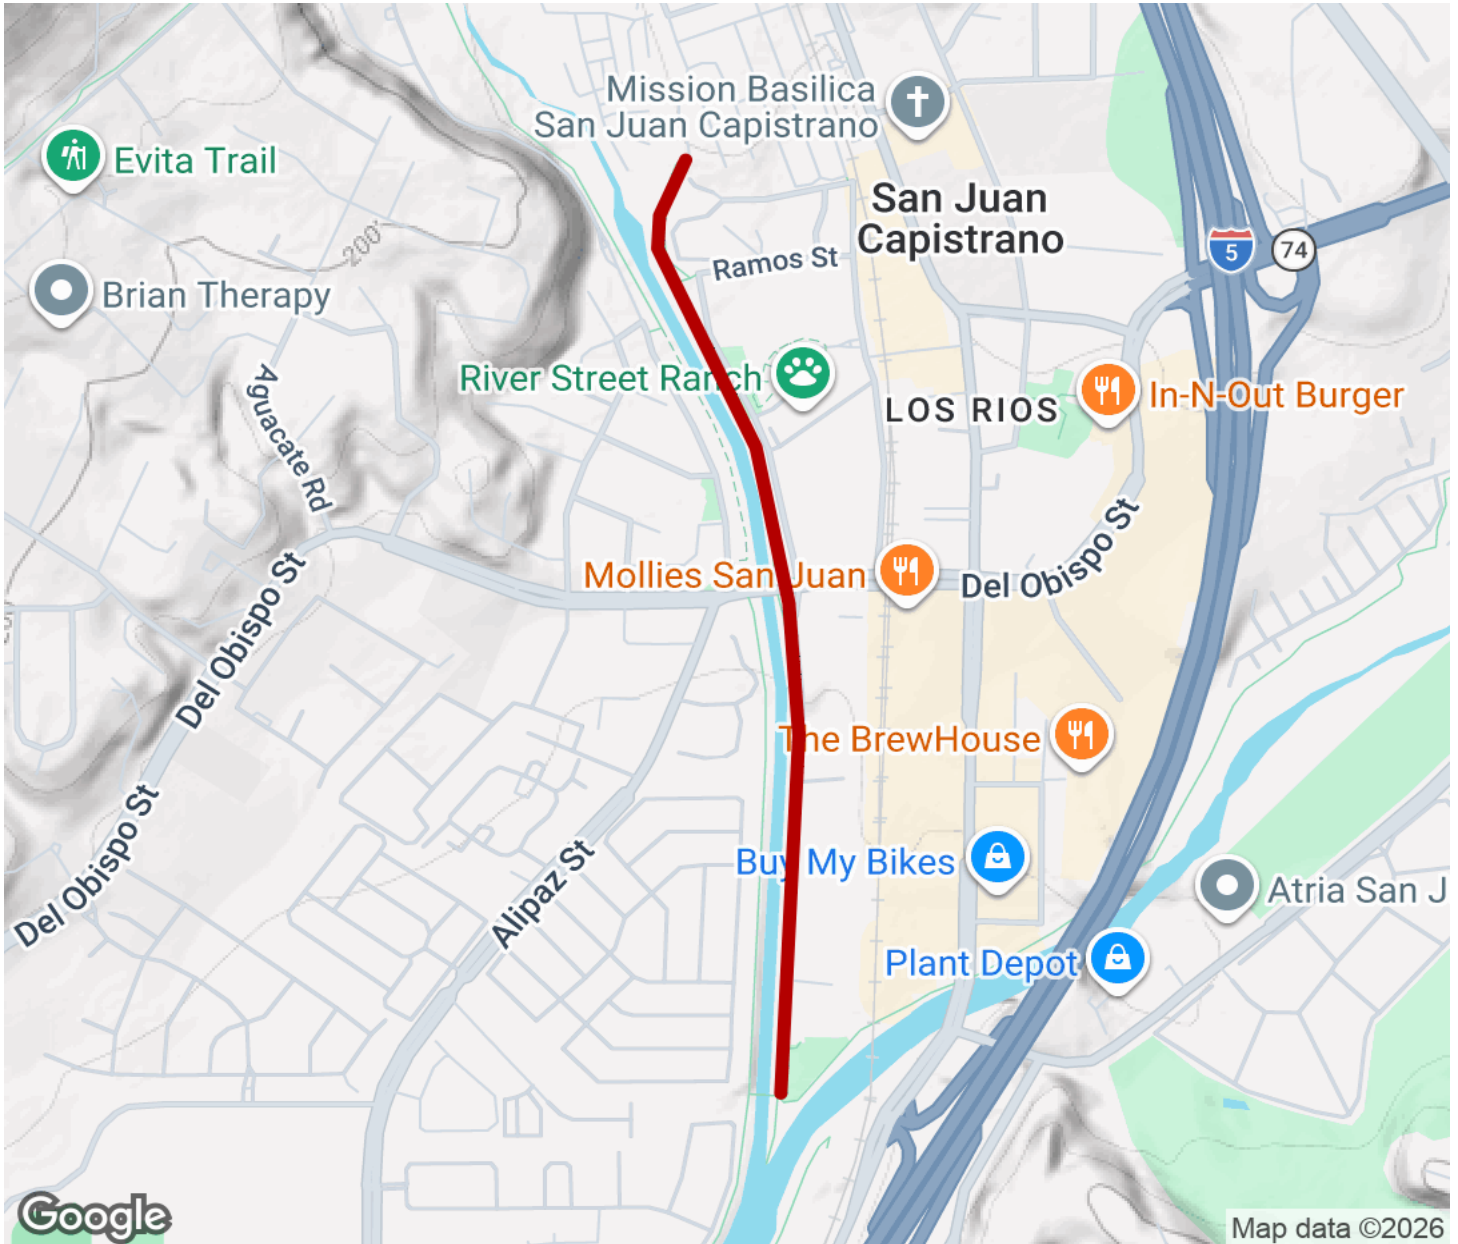 Mission Basilica
San Juan Capistrano
Evita Trail
San Juan
Capistrano
5
74
200'
Ramos St
Brian Therapy
River Street Ranch
LOS RIOS
In-N-Out Burger
Aguacate Rd
Mollies San Juan
Del Obispo St
Del Obispo St
The BrewHouse
Del Obispo St
Buy My Bikes
Alipaz St
Atria San J
Plant Depot
Google
Map data ©2026